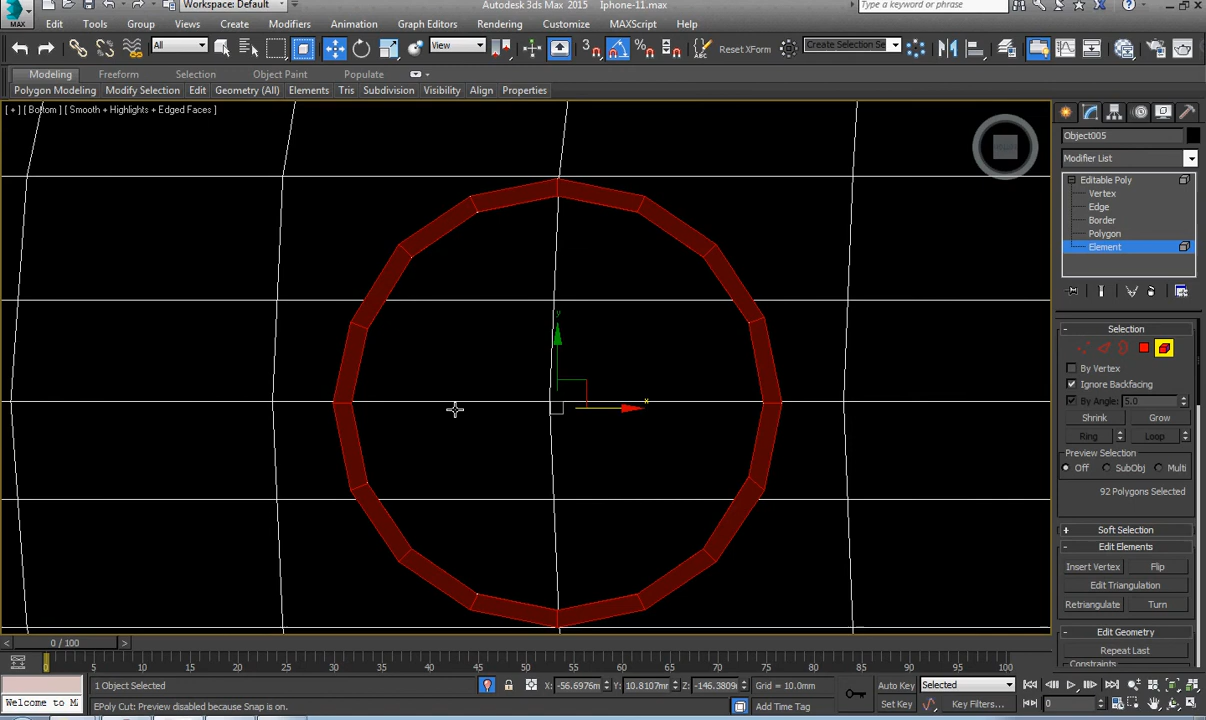 Workspace: Default
Autodesk 3ds Max 2015 Iphone-11.max
Type a keyword or phrase
MAX
Edit Tools Group Views Create Modifiers Animation Graph Editors Rendering Customize MAXScript Help
All
View
3
Reset XForm
Create Selection Se
Modeling Freeform Selection Object Paint Populate
Polygon Modeling Modify Selection Edit Geometry (All) Elements Tris Subdivision Visibility Align Properties
[ + ] [ Bottom ] [ Smooth + Highlights + Edged Faces ]
Object005
Modifier List
Editable Poly
Vertex
Edge
Border
Polygon
Element
y
x
Selection
By Vertex
Ignore Backfacing
By Angle: 5.0
Shrink Grow
Ring Loop
Preview Selection
Off SubObj Multi
92 Polygons Selected
Soft Selection
Edit Elements
Insert Vertex Flip
Edit Triangulation
Retriangulate Turn
Edit Geometry
Repeat Last
Constraints
0 / 100
0 5 10 15 20 25 30 35 40 45 50 55 60 65 70 75 80 85 90 95 100
1 Object Selected
X: -56.6976m Y: 10.8107m Z: -146.3809 Grid = 10.0mm
Auto Key Selected
Welcome to M
EPoly Cut: Preview disabled because Snap is on.
Add Time Tag
Set Key Key Filters... 0